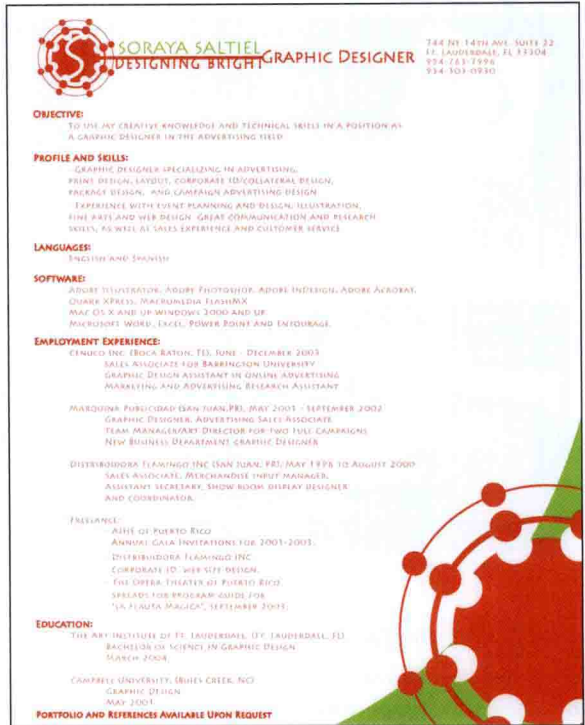 SORAYA SALTIEL
DESIGNING BRIGHT GRAPHIC DESIGNER
744 NE 14TH AVE. SUITE 22
FT. LAUDERDALE, FL 33304
954-763-7996
954-303-0930
OBJECTIVE:
TO USE MY CREATIVE KNOWLEDGE AND TECHNICAL SKILLS IN A POSITION AS
A GRAPHIC DESIGNER IN THE ADVERTISING FIELD
PROFILE AND SKILLS:
GRAPHIC DESIGNER SPECIALIZING IN ADVERTISING,
PRINT DESIGN, LAYOUT, CORPORATE ID/COLLATERAL DESIGN,
PACKAGE DESIGN, AND CAMPAIGN ADVERTISING DESIGN
EXPERIENCE WITH EVENT PLANNING AND DESIGN, ILLUSTRATION,
FINE ARTS AND WEB DESIGN. GREAT COMMUNICATION AND RESEARCH
SKILLS, AS WELL AS SALES EXPERIENCE AND CUSTOMER SERVICE
LANGUAGES:
ENGLISH AND SPANISH
SOFTWARE:
ADOBE ILLUSTRATOR, ADOBE PHOTOSHOP, ADOBE INDESIGN, ADOBE ACROBAT,
QUARK XPRESS, MACROMEDIA FLASHMX
MAC OS X AND UP WINDOWS 2000 AND UP
MICROSOFT WORD, EXCEL, POWER POINT AND ENTOURAGE.
EMPLOYMENT EXPERIENCE:
CENUCO INC. (BOCA RATON, FL), JUNE - DECEMBER 2003
SALES ASSOCIATE FOR BARRINGTON UNIVERSITY
GRAPHIC DESIGN ASSISTANT IN ONLINE ADVERTISING
MARKETING AND ADVERTISING RESEARCH ASSISTANT
MARQUINA PUBLICIDAD (SAN JUAN, PR), MAY 2001 - SEPTEMBER 2002
GRAPHIC DESIGNER, ADVERTISING SALES ASSOCIATE
TEAM MANAGER/ART DIRECTOR FOR TWO FULL CAMPAIGNS
NEW BUSINESS DEPARTMENT GRAPHIC DESIGNER
DISTRIBUIDORA FLAMINGO INC (SAN JUAN, PR), MAY 1996 TO AUGUST 2000
SALES ASSOCIATE, MERCHANDISE INPUT MANAGER,
ASSISTANT SECRETARY, SHOW ROOM DISPLAY DESIGNER
AND COORDINATOR.
FREELANCE:
OF PUERTO RICO
ANNUAL GALA INVITATIONS FOR 2001-2003.
DISTRIBUIDORA FLAMINGO INC
CORPORATE ID, WEB SITE DESIGN.
THE OPERA THEATER OF PUERTO RICO
SPREADS FOR PROGRAM GUIDE FOR
"LA FLAUTA MAGICA", SEPTEMBER 2003.
EDUCATION:
THE ART INSTITUTE OF FT. LAUDERDALE, (FT. LAUDERDALE, FL)
BACHELOR OF SCIENCE IN GRAPHIC DESIGN
MARCH 2004
CAMPBELL UNIVERSITY, (BUIES CREEK, NC)
GRAPHIC DESIGN
MAY 2001
PORTFOLIO AND REFERENCES AVAILABLE UPON REQUEST